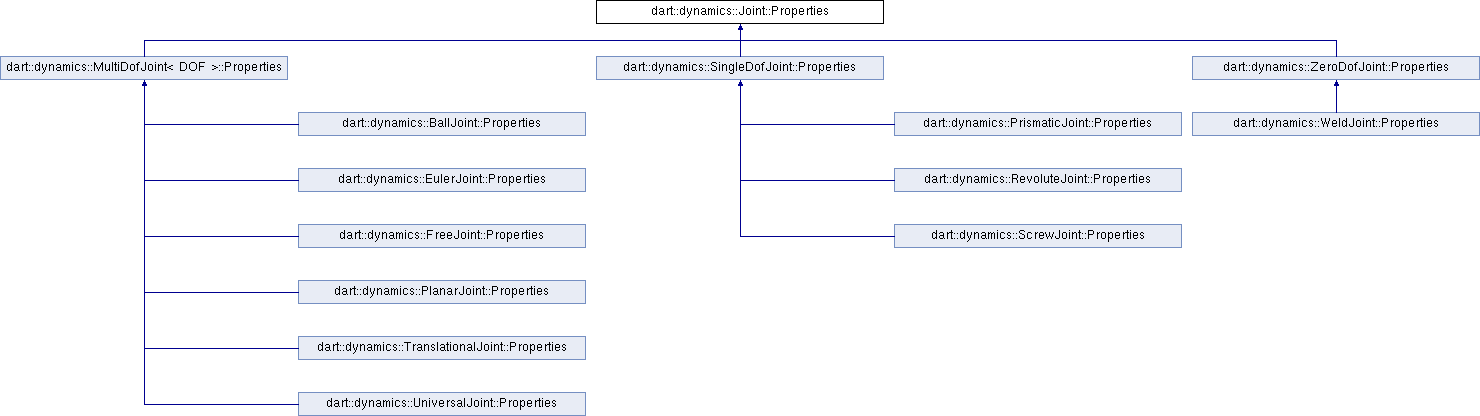 dart::dynamics::Joint::Properties
dart::dynamics::MultiDofJoint< DOF >::Properties
dart::dynamics::SingleDofJoint::Properties
dart::dynamics::ZeroDofJoint::Properties
dart::dynamics::BallJoint::Properties
dart::dynamics::PrismaticJoint::Properties
dart::dynamics::WeldJoint::Properties
dart::dynamics::EulerJoint::Properties
dart::dynamics::RevoluteJoint::Properties
dart::dynamics::FreeJoint::Properties
dart::dynamics::ScrewJoint::Properties
dart::dynamics::PlanarJoint::Properties
dart::dynamics::TranslationalJoint::Properties
dart::dynamics::UniversalJoint::Properties